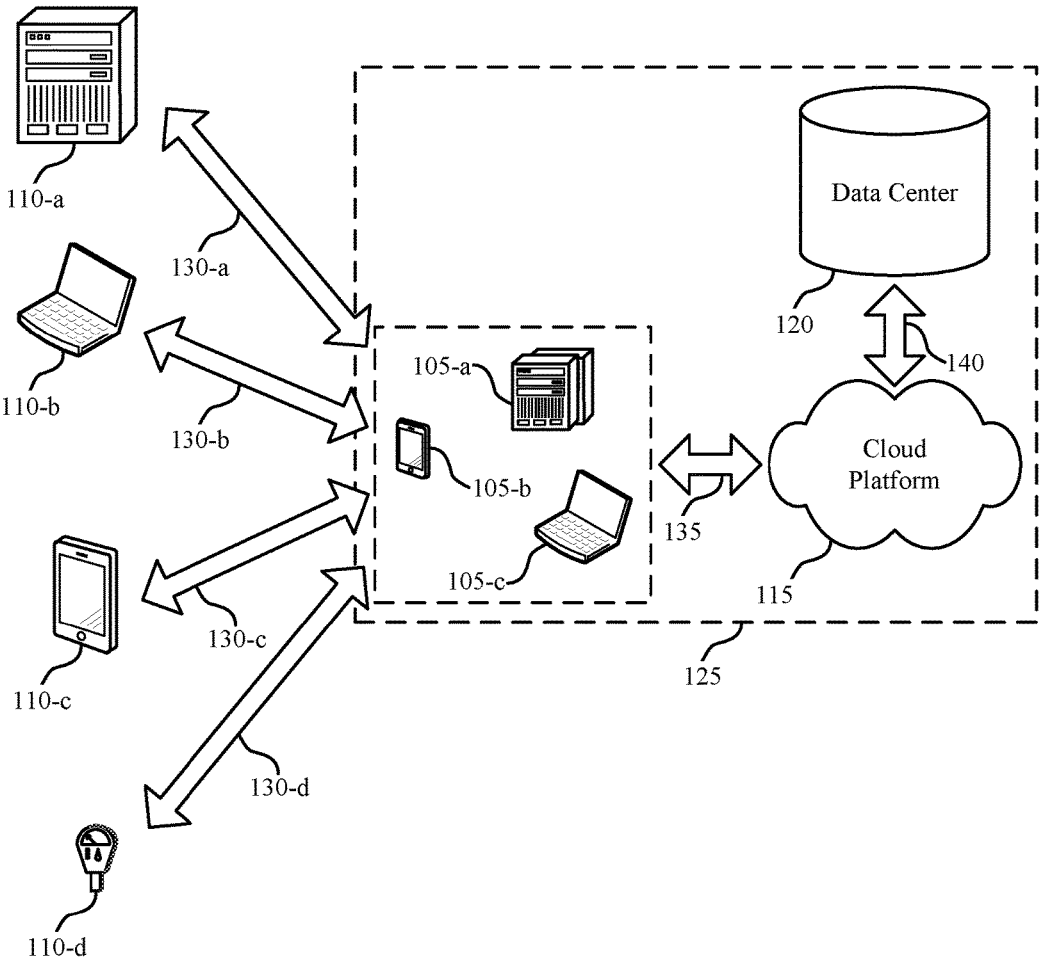 110-a
130-a
Data Center
120
140
110-b
130-b
105-a
105-b
105-c
135
Cloud
Platform
115
130-c
110-c
125
130-d
110-d